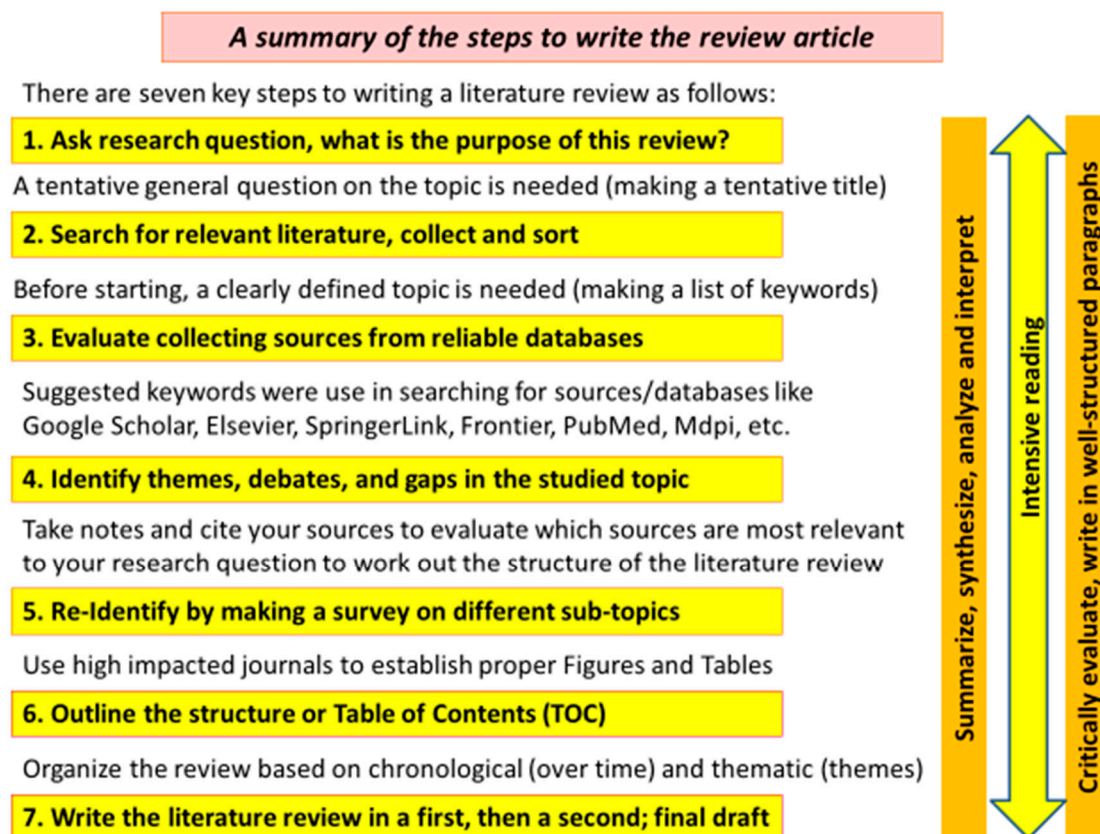 A summary of the steps to write the review article
There are seven key steps to writing a literature review as follows:
1. Ask research question, what is the purpose of this review?
A tentative general question on the topic is needed (making a tentative title)
2. Search for relevant literature, collect and sort
Before starting, a clearly defined topic is needed (making a list of keywords)
3. Evaluate collecting sources from reliable databases
Suggested keywords were use in searching for sources/databases like
Google Scholar, Elsevier, SpringerLink, Frontier, PubMed, Mdpi, etc.
4. Identify themes, debates, and gaps in the studied topic
Take notes and cite your sources to evaluate which sources are most relevant
to your research question to work out the structure of the literature review
5. Re-Identify by making a survey on different sub-topics
Use high impacted journals to establish proper Figures and Tables
6. Outline the structure or Table of Contents (TOC)
Organize the review based on chronological (over time) and thematic (themes)
7. Write the literature review in a first, then a second; final draft
Summarize, synthesize, analyze and interpret
Intensive reading
Critically evaluate, write in well-structured paragraphs